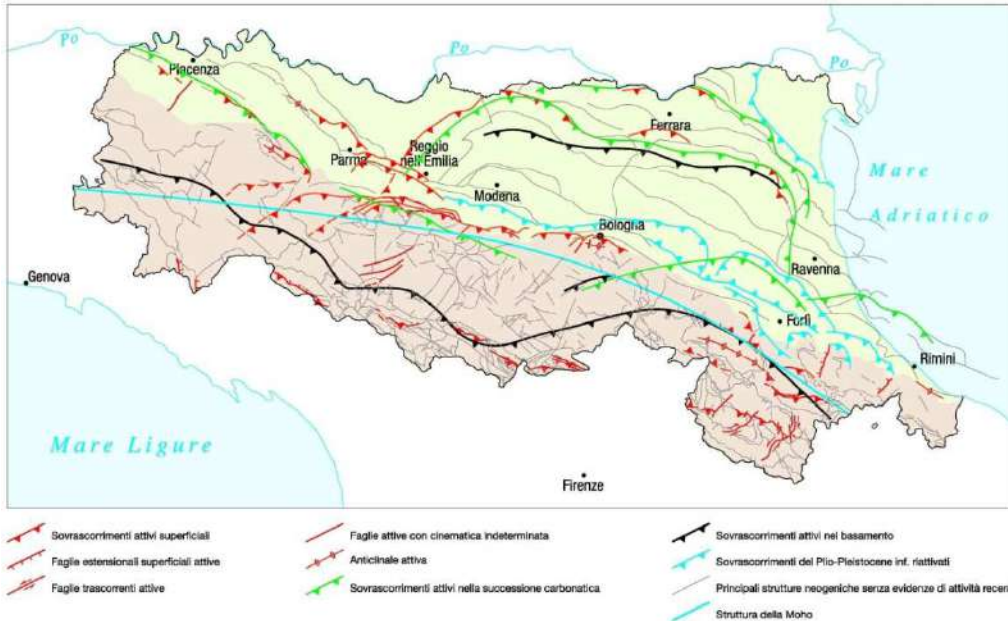 Po
Po
Po
Piacenza
Ferrara
Parma
Reggio
nell'Emilia
Modena
Mare
Adriatico
Bologna
Ravenna
Genova
Forlì
Rimini
Mare Ligure
Firenze
Sovrascorrimenti attivi superficiali
Faglie attive con cinematica indeterminata
Sovrascorrimenti attivi nel basamento
Faglie estensionali superficiali attive
Anticlinale attiva
Sovrascorrimenti del Plio-Pleistocene inf. riattivati
Faglie trascorrenti attive
Sovrascorrimenti attivi nella successione carbonatica
Principali strutture neogeniche senza evidenze di attività recen
Struttura della Moho